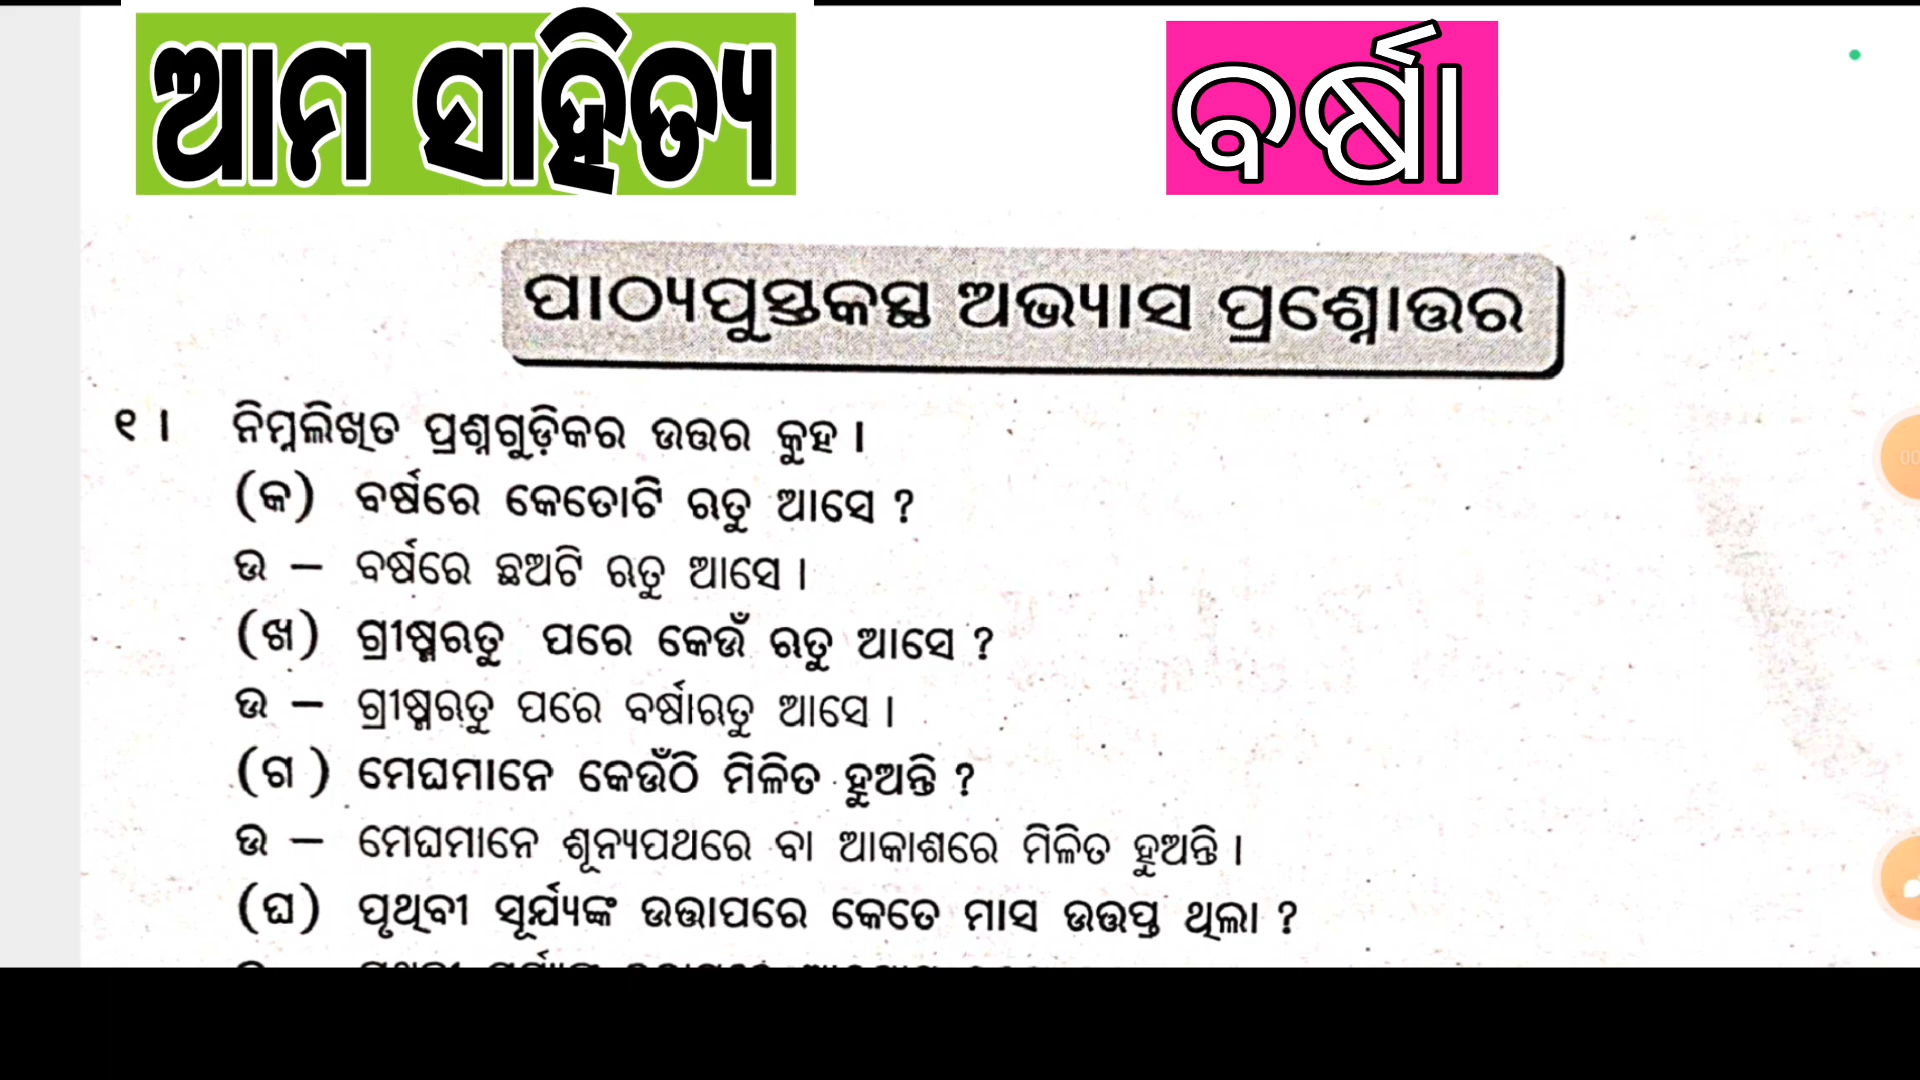 ଆମ ସାହିତ୍ୟ
ବର୍ଷା
ପାଠ୍ୟପୁସ୍ତକସ୍ଥ ଅଭ୍ୟାସ ପ୍ରଶ୍ନୋତ୍ତର
୧ । ନିମ୍ନଲିଖିତ ପ୍ରଶ୍ନଗୁଡ଼ିକର ଉତ୍ତର କୁହ ।
(କ) ବର୍ଷରେ କେତୋଟି ଋତୁ ଆସେ ?
ଉ – ବର୍ଷରେ ଛଅଟି ଋତୁ ଆସେ ।
(ଖ) ଗ୍ରୀଷ୍ମଋତୁ ପରେ କେଉଁ ଋତୁ ଆସେ ?
ଉ – ଗ୍ରୀଷ୍ମଋତୁ ପରେ ବର୍ଷାଋତୁ ଆସେ ।
(ଗ) ମେଘମାନେ କେଉଁଠି ମିଳିତ ହୁଅନ୍ତି ?
ଉ – ମେଘମାନେ ଶୂନ୍ୟପଥରେ ବା ଆକାଶରେ ମିଳିତ ହୁଅନ୍ତି ।
(ଘ) ପୃଥିବୀ ସୂର୍ଯ୍ୟଙ୍କ ଉତ୍ତାପରେ କେତେ ମାସ ଉତ୍ତପ୍ତ ଥିଲା ?